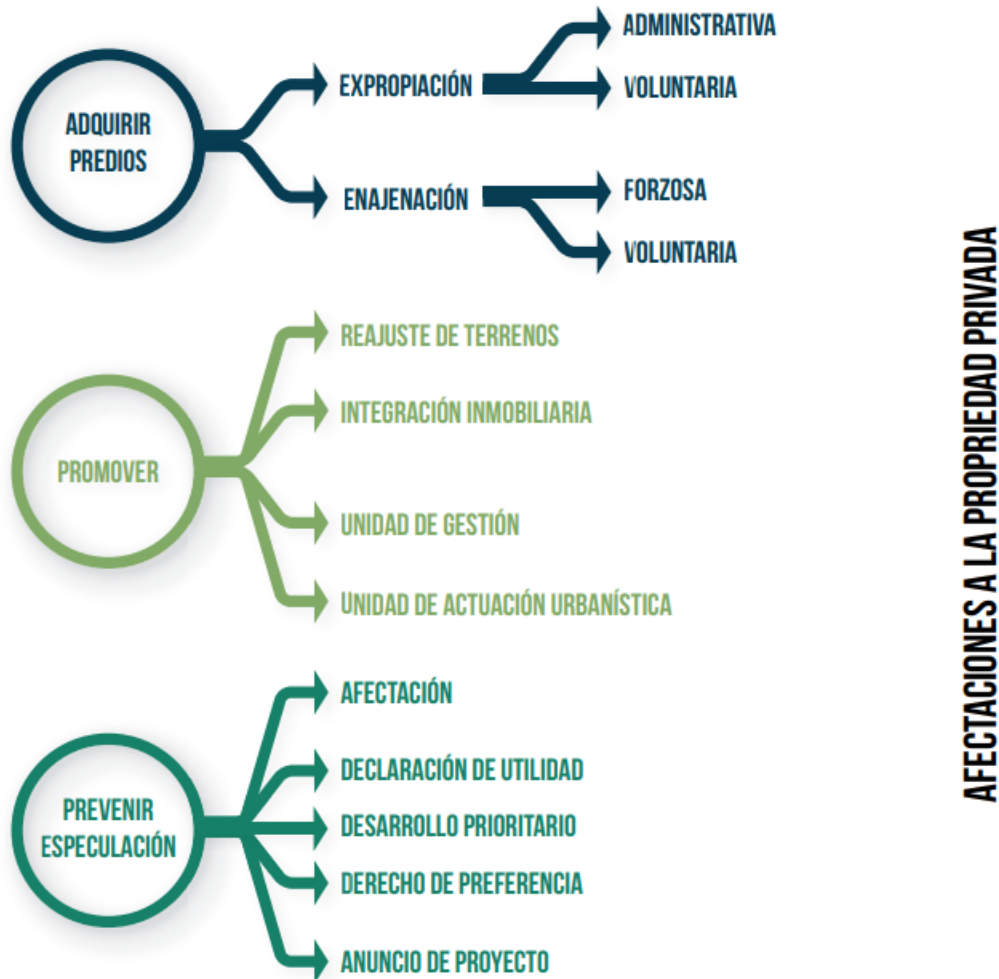 ADQUIRIR
PREDIOS
EXPROPIACIÓN
ADMINISTRATIVA
VOLUNTARIA
ENAJENACIÓN
FORZOSA
VOLUNTARIA
PROMOVER
REAJUSTE DE TERRENOS
INTEGRACIÓN INMOBILIARIA
UNIDAD DE GESTIÓN
UNIDAD DE ACTUACIÓN URBANÍSTICA
PREVENIR
ESPECULACIÓN
AFECTACIÓN
DECLARACIÓN DE UTILIDAD
DESARROLLO PRIORITARIO
DERECHO DE PREFERENCIA
ANUNCIO DE PROYECTO
AFECTACIONES A LA PROPRIEDAD PRIVADA